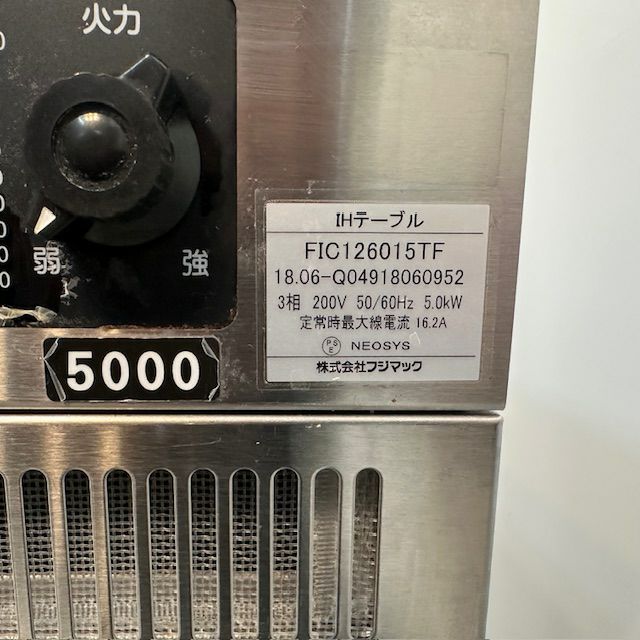 火力
弱
強
5000
IHテーブル
FIC126015TF
18.06-Q04918060952
3相 200V 50/60Hz 5.0kW
定常時最大線電流 16.2A
PSE NEOSYS
株式会社フジマック